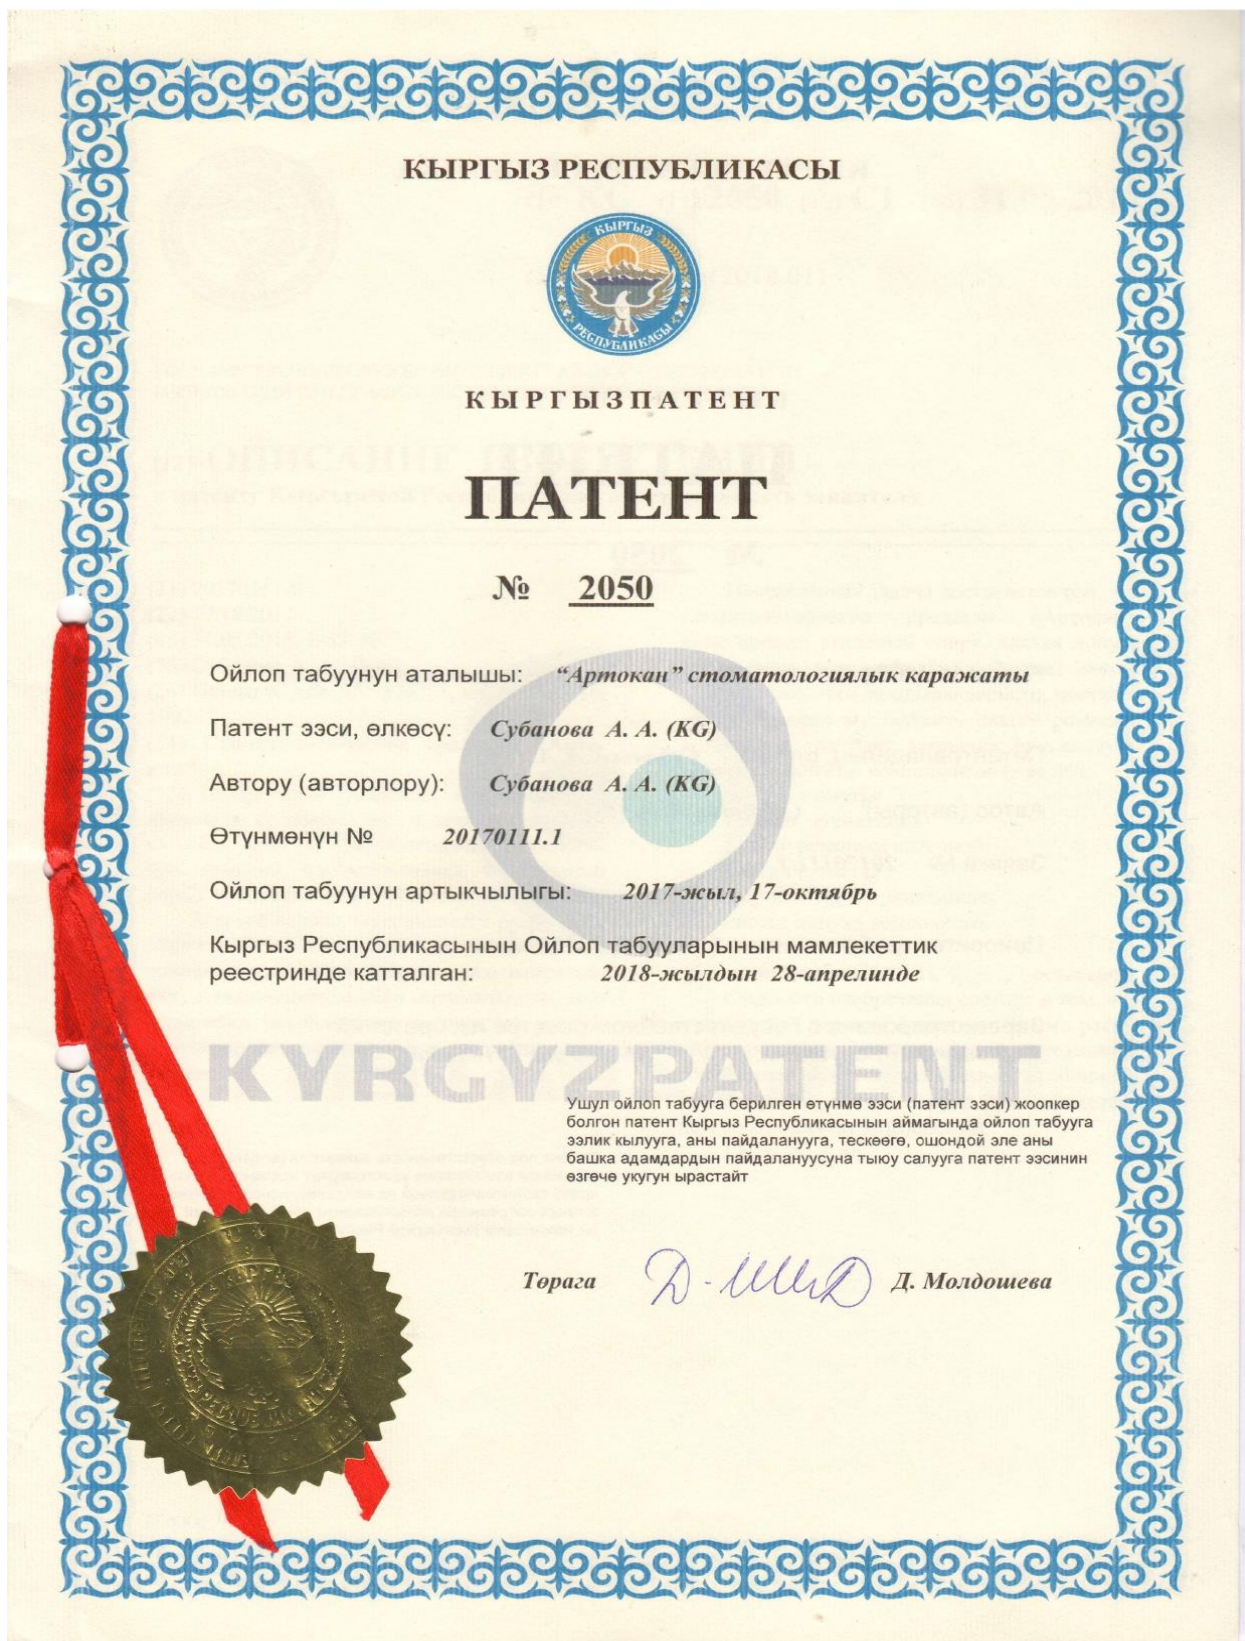 КЫРГЫЗ РЕСПУБЛИКАСЫ
КЫРГЫЗ
РЕСПУБЛИКАСЫ
КЫРГЫЗПАТЕНТ
ПАТЕНТ
№ 2050
Ойлоп табуунун аталышы: “Артокан” стоматологиялык каражаты
Патент ээси, өлкөсү: Субанова А. А. (KG)
Автору (авторлору): Субанова А. А. (KG)
Өтүнмөнүн № 20170111.1
Ойлоп табуунун артыкчылыгы: 2017-жыл, 17-октябрь
Кыргыз Республикасынын Ойлоп табууларынын мамлекеттик
реестринде катталган: 2018-жылдын 28-апрелинде
KYRGYZPATENT
Ушул ойлоп табууга берилген өтүнмө ээси (патент ээси) жоопкер
болгон патент Кыргыз Республикасынын аймагында ойлоп табууга
ээлик кылууга, аны пайдаланууга, тескөөгө, ошондой эле аны
башка адамдардын пайдалануусуна тыюу салууга патент ээсинин
өзгөчө укугун ырастайт
Төрага Д. Молдошева